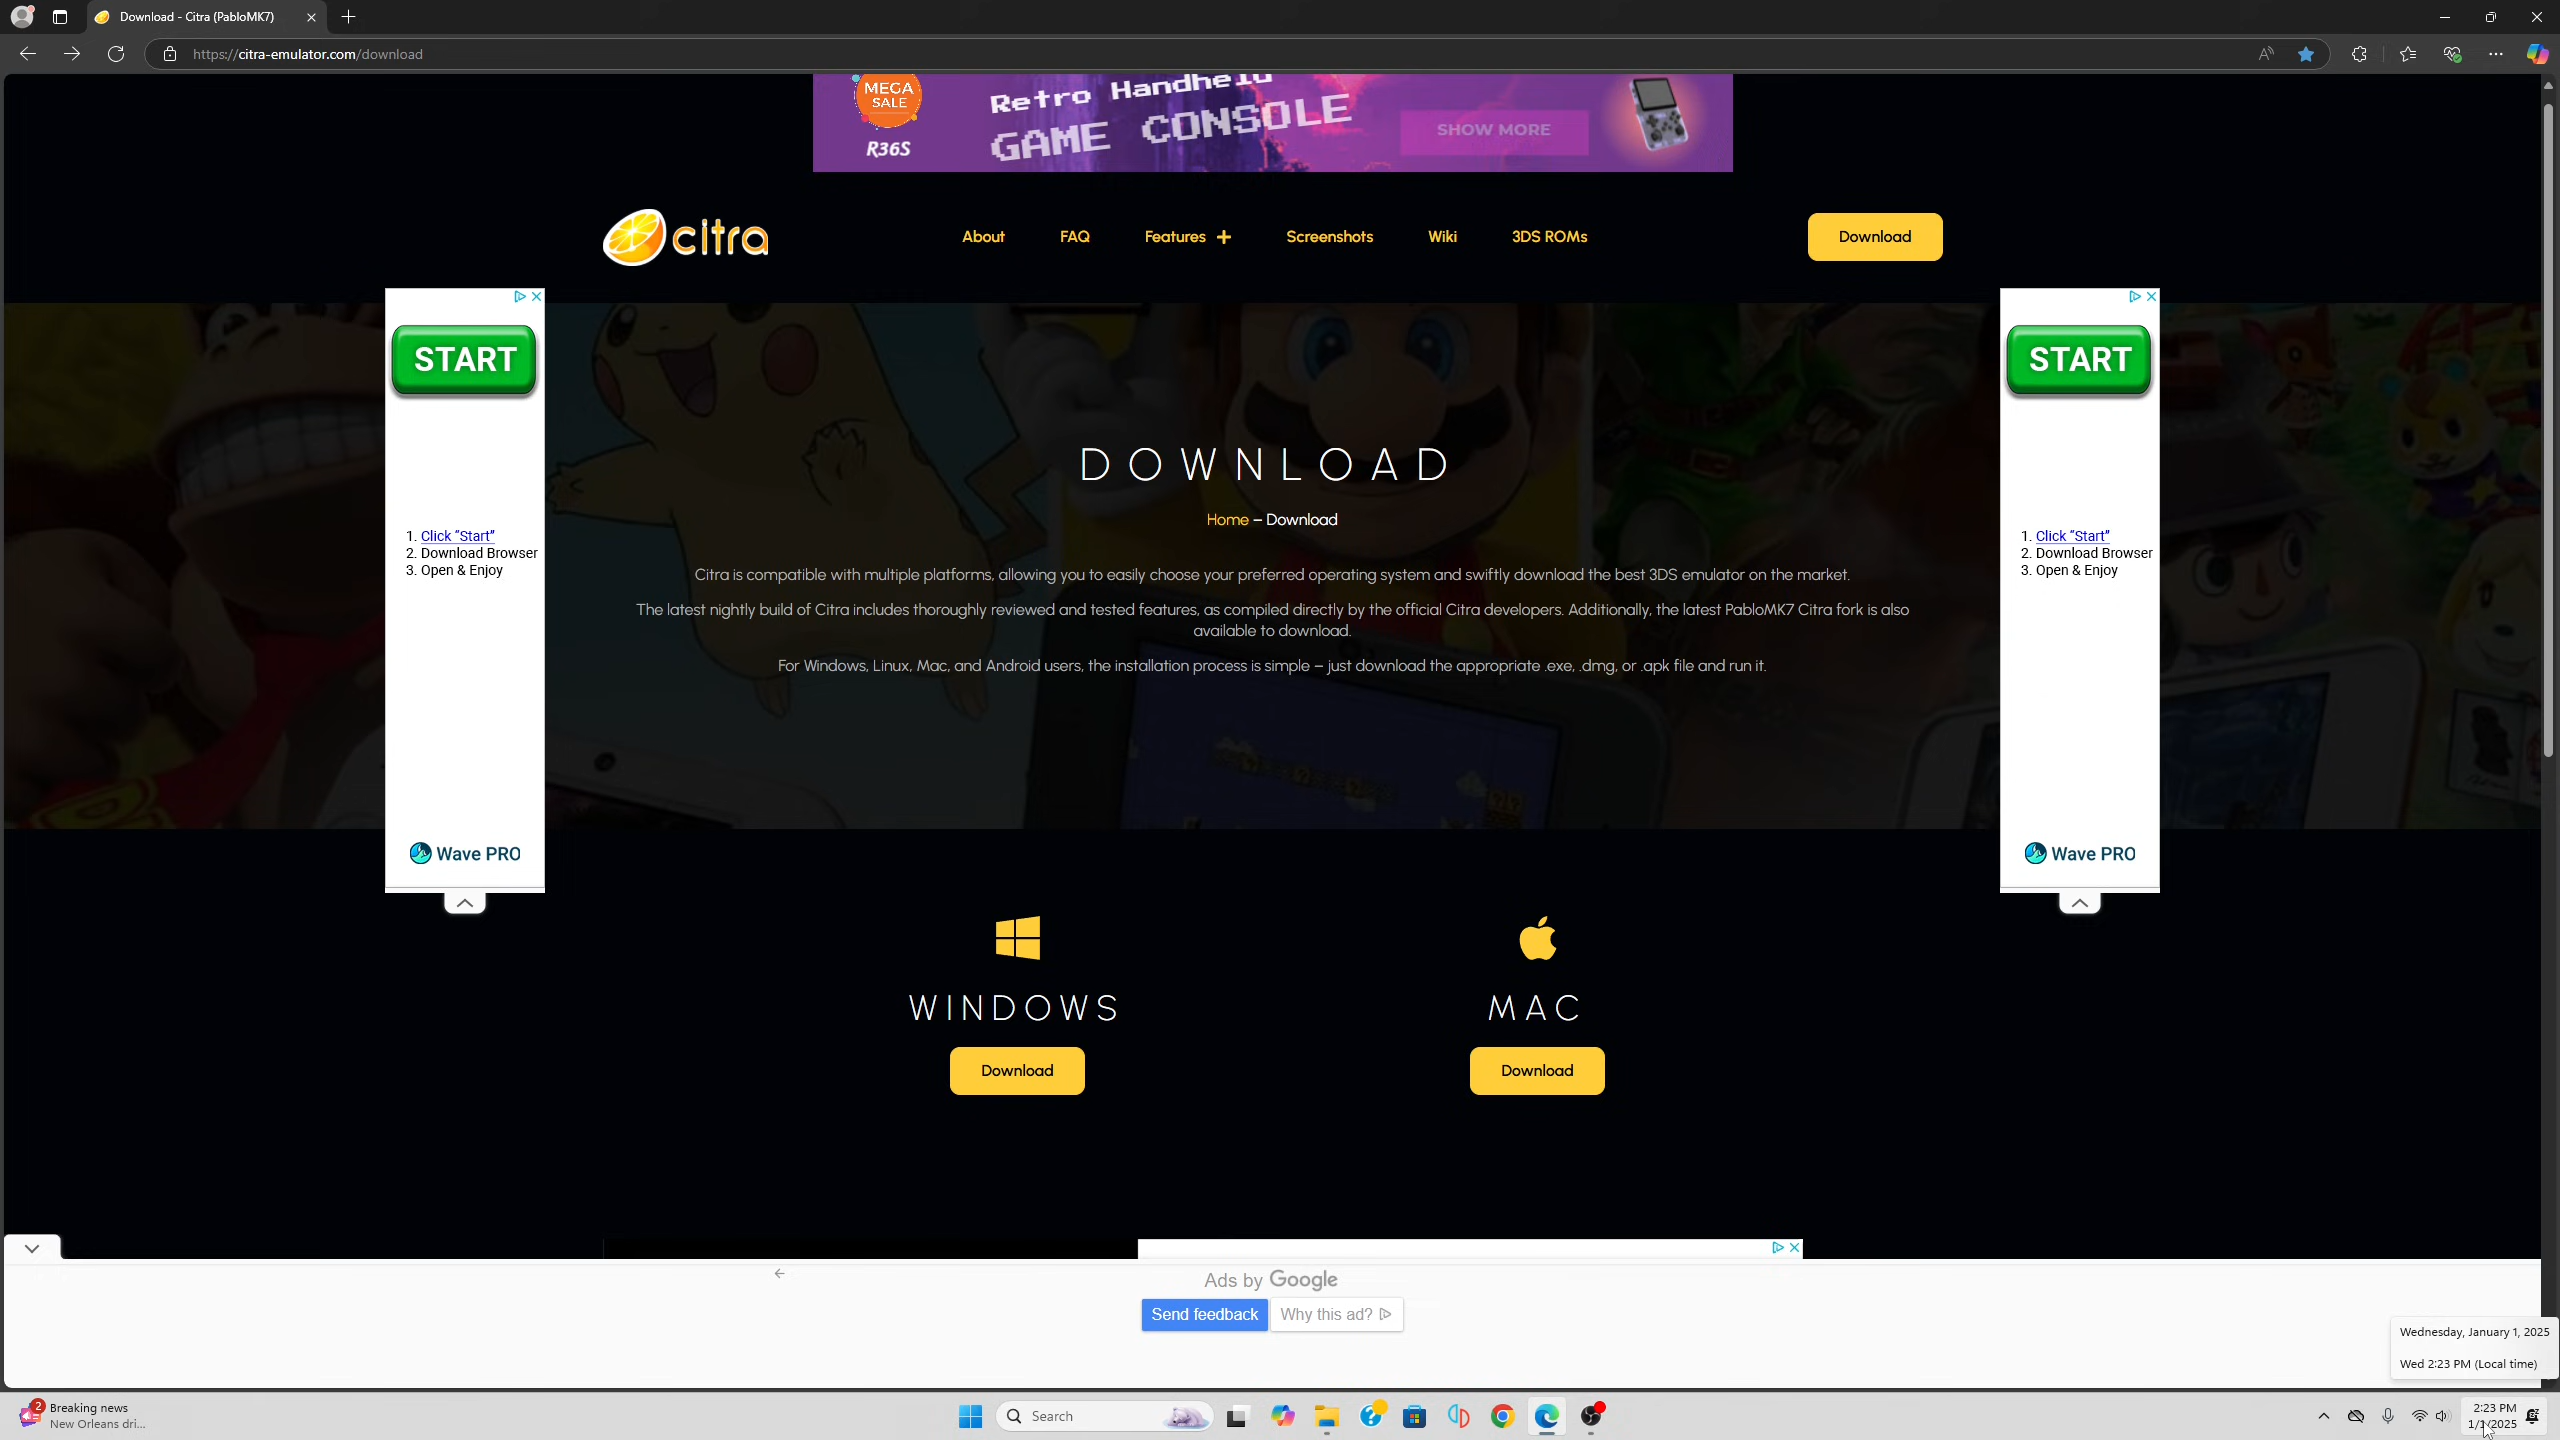 Download - Citra (PabloMK7)
https://citra-emulator.com/download
MEGA
SALE
R36S
Retro Handheld
GAME CONSOLE
SHOW MORE
citra
About
FAQ
Features
Screenshots
Wiki
3DS ROMs
Download
START
1. Click "Start"
2. Download Browser
3. Open & Enjoy
Wave PRO
START
1. Click "Start"
2. Download Browser
3. Open & Enjoy
Wave PRO
DOWNLOAD
Home – Download
Citra is compatible with multiple platforms, allowing you to easily choose your preferred operating system and swiftly download the best 3DS emulator on the market.
The latest nightly build of Citra includes thoroughly reviewed and tested features, as compiled directly by the official Citra developers. Additionally, the latest PabloMK7 Citra fork is also
available to download.
For Windows, Linux, Mac, and Android users, the installation process is simple – just download the appropriate .exe, .dmg, or .apk file and run it.
WINDOWS
Download
MAC
Download
Ads by Google
Send feedback
Why this ad?
Wednesday, January 1, 2025
Wed 2:23 PM (Local time)
2
Breaking news
New Orleans dri...
Search
2:23 PM
1/1/2025